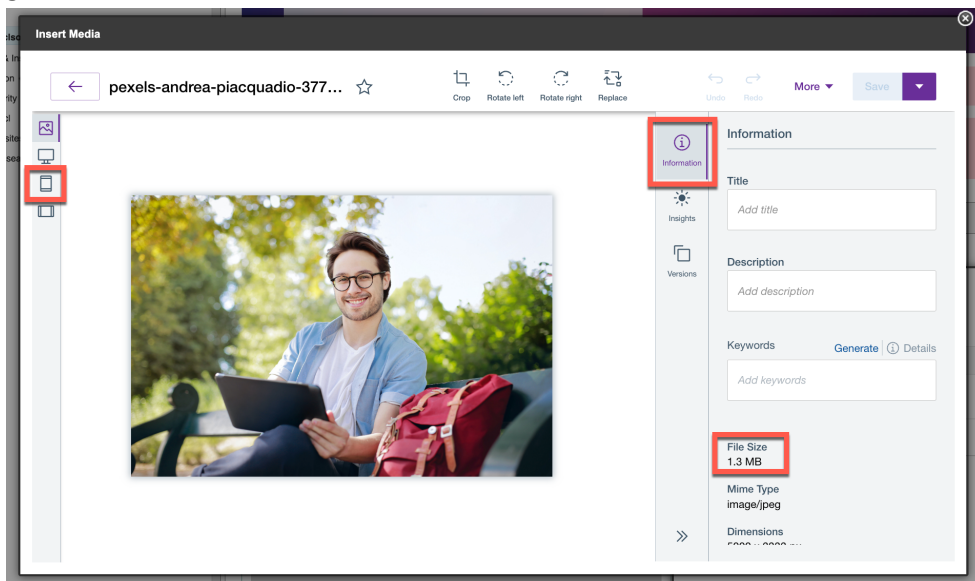 Insert Media
pexels-andrea-piacquadio-377...
Crop
Rotate left
Rotate right
Replace
Undo
Redo
More
Save
Information
Insights
Versions
Information
Title
Add title
Description
Add description
Keywords
Generate
Details
Add keywords
File Size
1.3 MB
Mime Type
image/jpeg
Dimensions